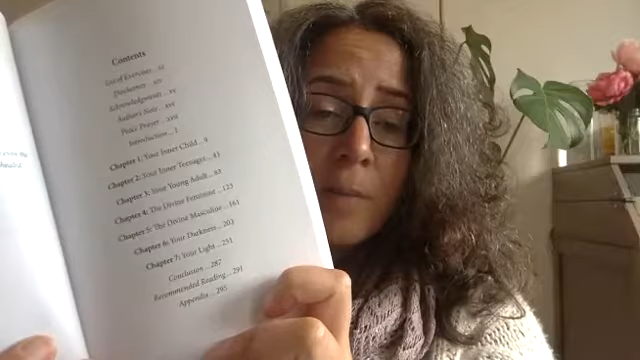 Contents
List of Exercises ... xi
Disclaimer xiv
Acknowledgments ... xv
Author's Note ... xvi
Peace Prayer ... xviii
Introduction ... 1
Chapter 1: Your Inner Child ... 9
Chapter 2: Your Inner Teenager ... 43
Chapter 3: Your Young Adult ... 83
Chapter 4: The Divine Feminine ... 123
Chapter 5: The Divine Masculine ... 161
Chapter 6: Your Darkness ... 203
Chapter 7: Your Light ... 251
Conclusion ... 287
Recommended Reading ... 291
Appendix ... 295